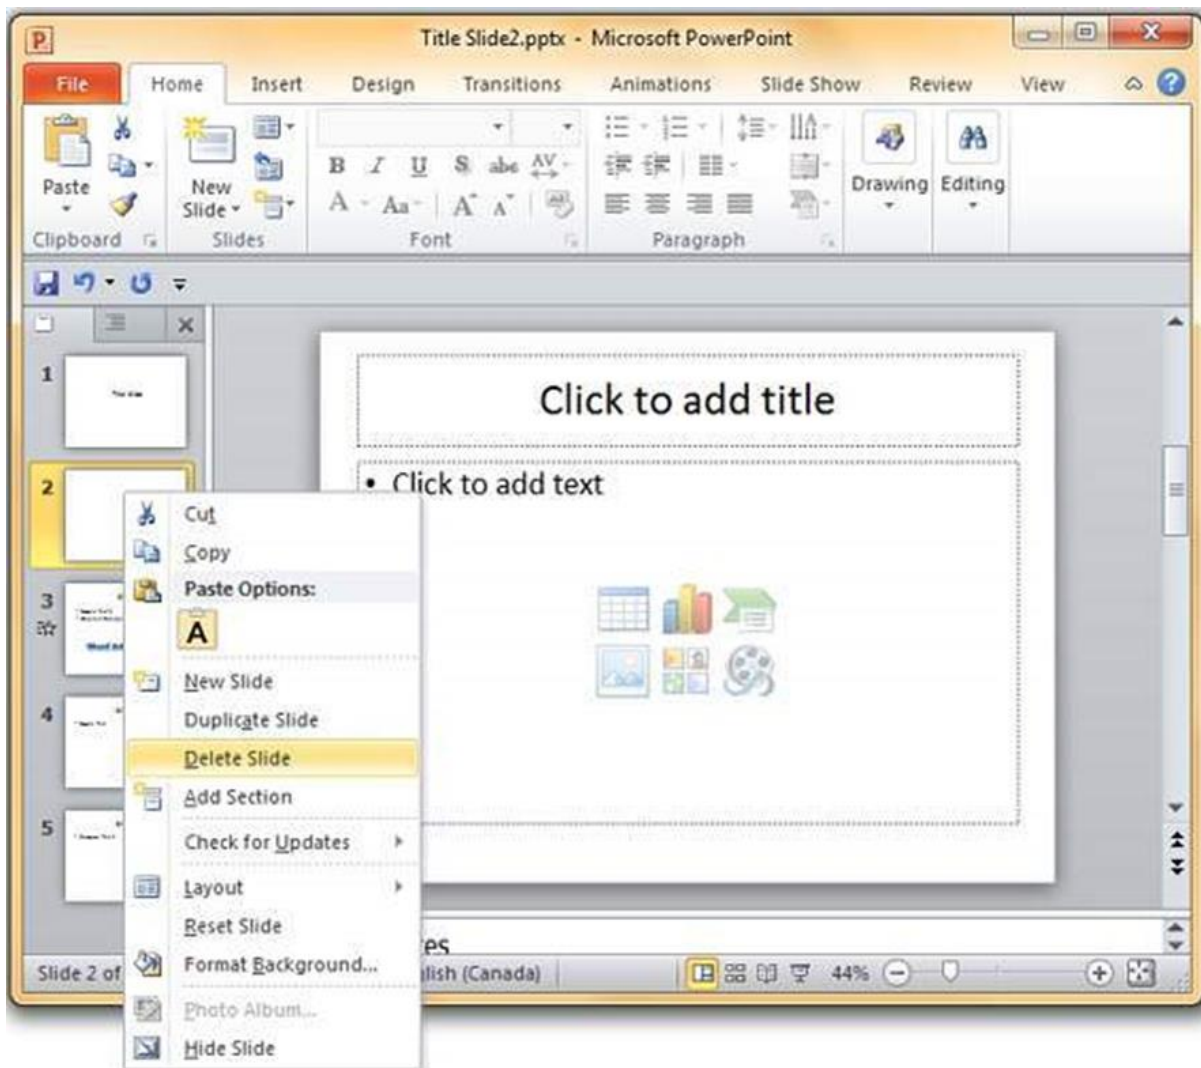 Title Slide2.pptx - Microsoft PowerPoint
File Home Insert Design Transitions Animations Slide Show Review View
Paste
New Slide
B I U S abc AV
A Aa A A
Drawing Editing
Clipboard Slides Font Paragraph
1
2
3
4
5
Click to add title
• Click to add text
Cut
Copy
Paste Options:
A
New Slide
Duplicate Slide
Delete Slide
Add Section
Check for Updates
Layout
Reset Slide
Format Background...
Photo Album...
Hide Slide
Slide 2 of
(Canada) 44%